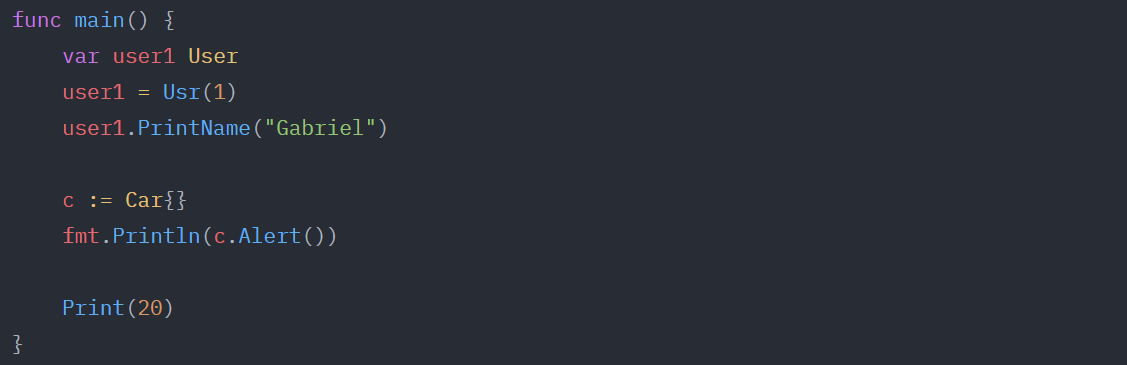 func main() {
    var user1 User
    user1 = Usr(1)
    user1.PrintName("Gabriel")

    c := Car{}
    fmt.Println(c.Alert())

    Print(20)
}